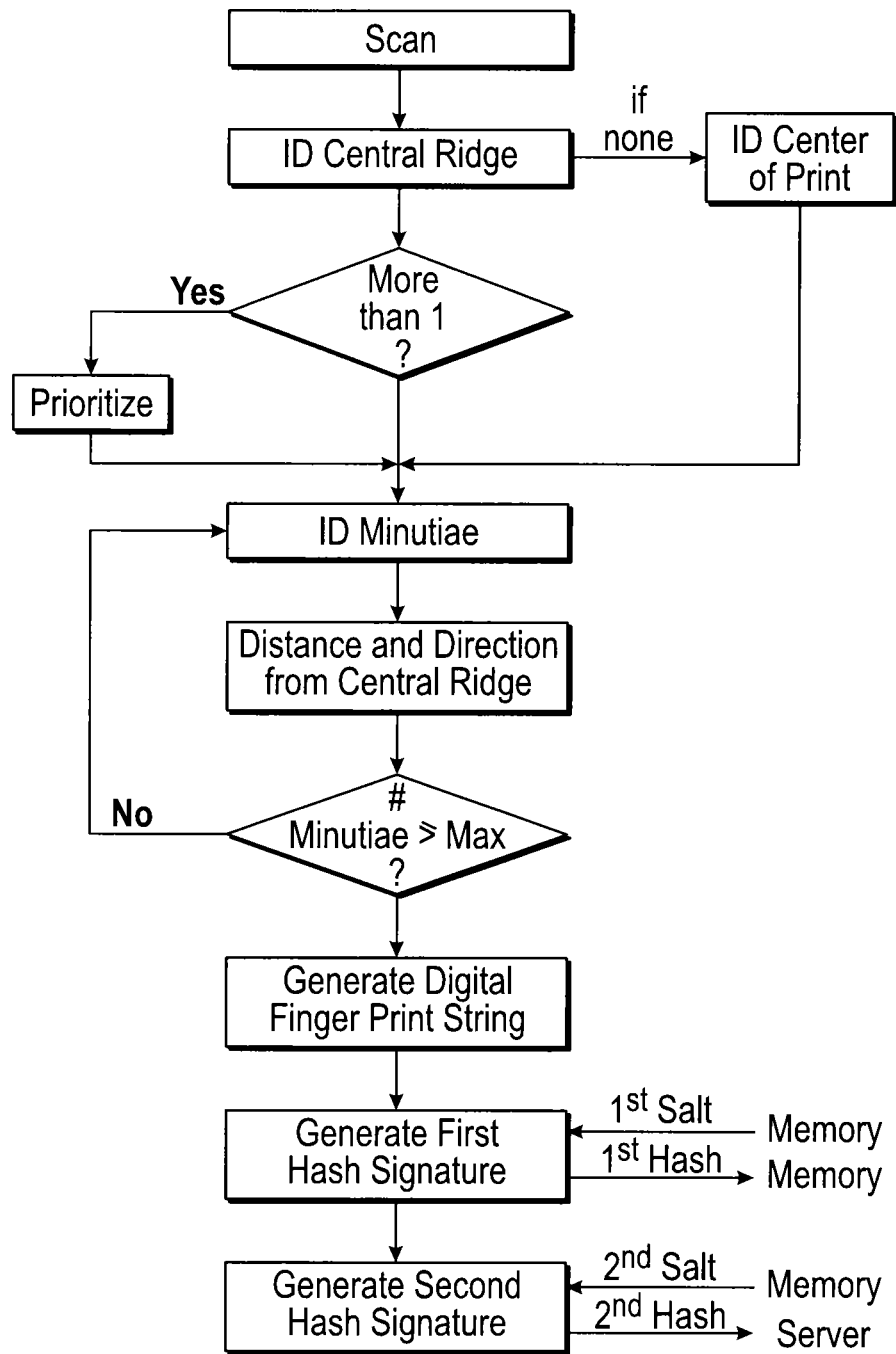 Scan
if
none
ID Central Ridge
ID Center
of Print
Yes
More
than 1
?
Prioritize
ID Minutiae
Distance and Direction
from Central Ridge
No
#
Minutiae ⩾ Max
?
Generate Digital
Finger Print String
Generate First
Hash Signature
1st Salt
Memory
1st Hash
Memory
Generate Second
Hash Signature
2nd Salt
Memory
2nd Hash
Server